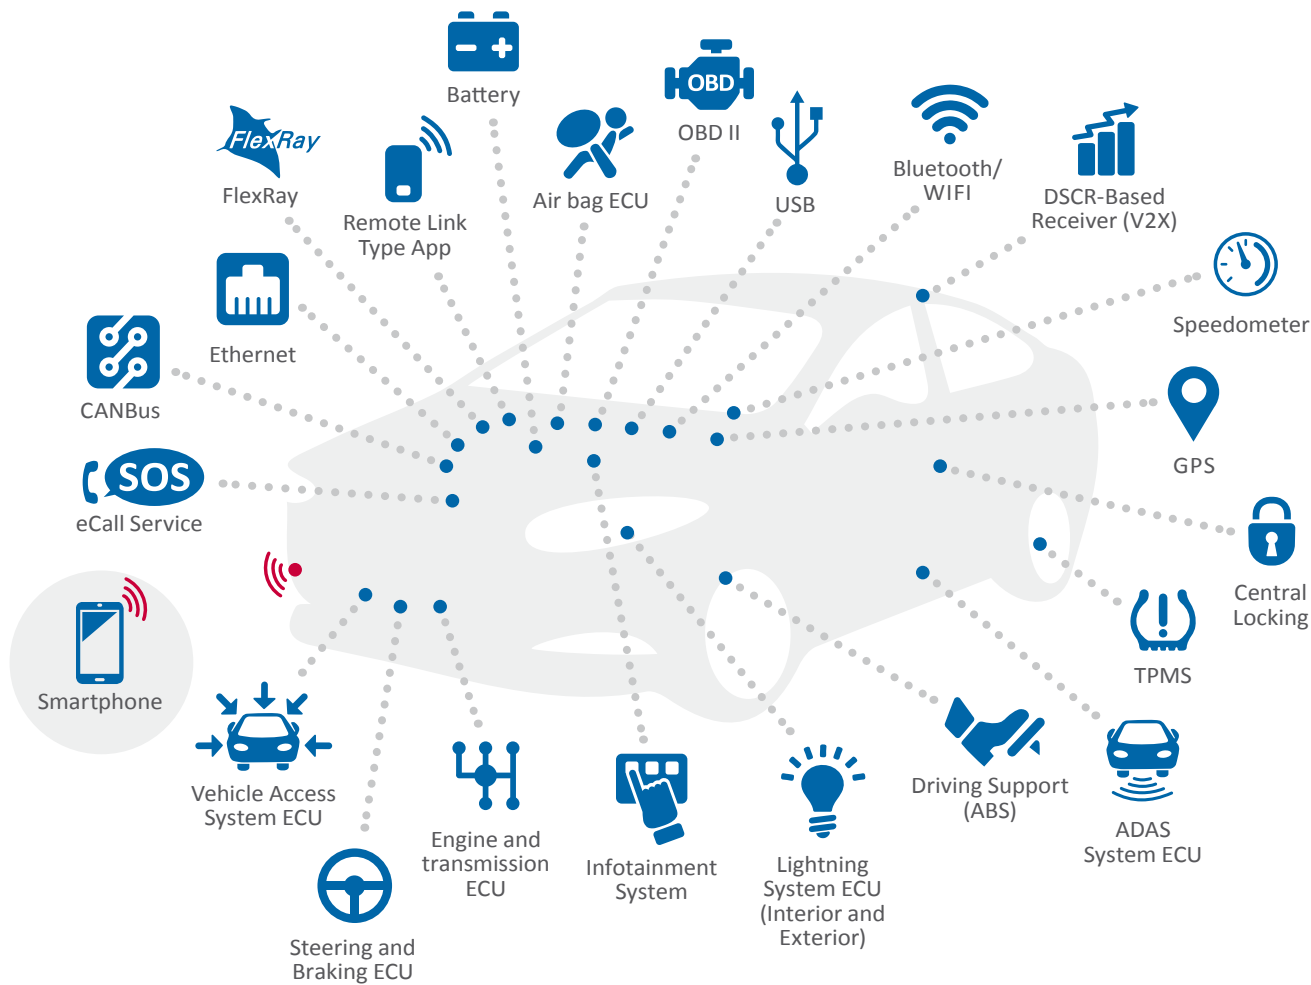 Battery
OBD
OBD II
FlexRay
FlexRay
Remote Link
Type App
Air bag ECU
USB
Bluetooth/
WIFI
DSCR-Based
Receiver (V2X)
Ethernet
Speedometer
CANBus
GPS
SOS
eCall Service
Central
Locking
Smartphone
TPMS
Vehicle Access
System ECU
Engine and
transmission
ECU
Infotainment
System
Lightning
System ECU
(Interior and
Exterior)
Driving Support
(ABS)
ADAS
System ECU
Steering and
Braking ECU